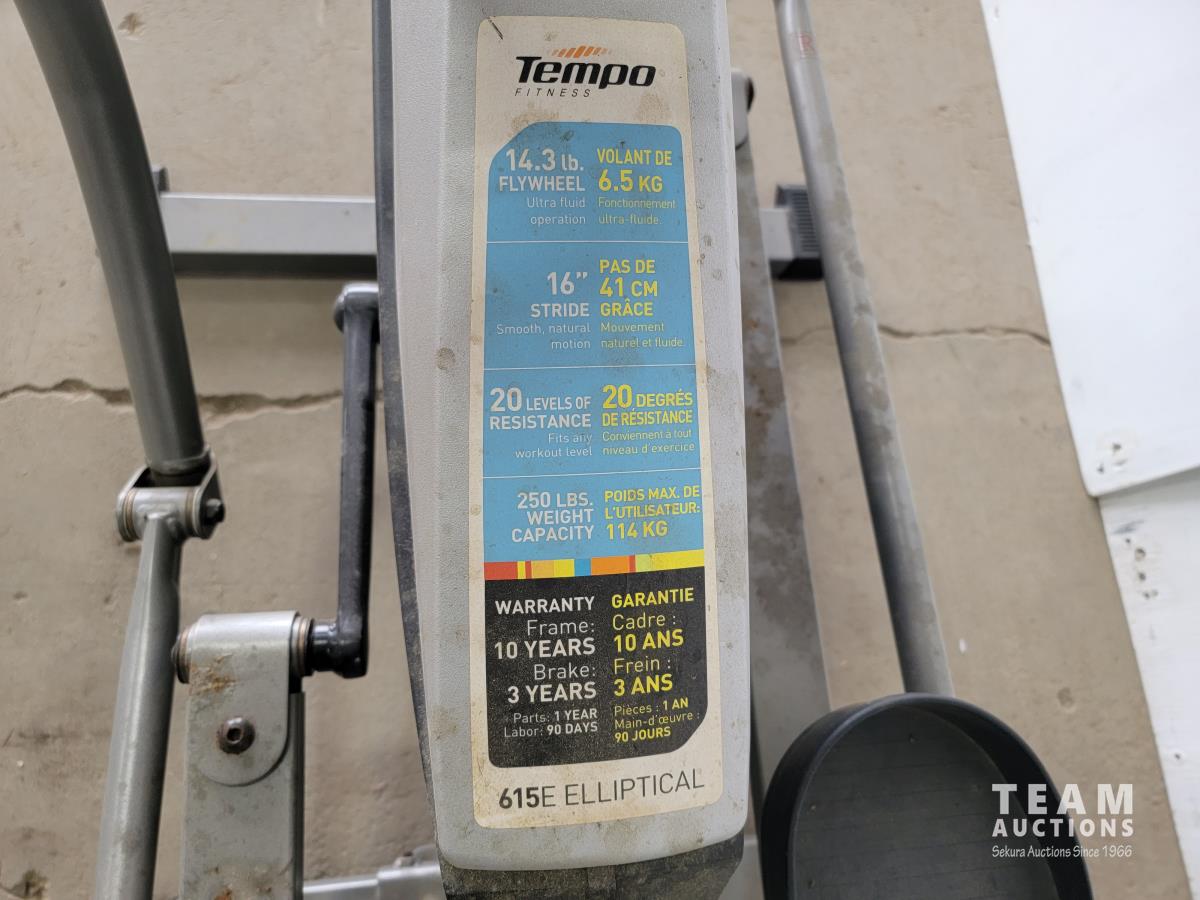 Tempo
FITNESS
14.3 lb.
FLYWHEEL
Ultra fluid
operation
VOLANT DE
6.5 KG
Fonctionnement
ultra-fluide.
16”
STRIDE
Smooth, natural
motion
PAS DE
41 CM
GRÂCE
Mouvement
naturel et fluide.
20 LEVELS OF
RESISTANCE
Fits any
workout level
20 DEGRÉS
DE RÉSISTANCE
Conviennent à tout
niveau d'exercice
250 LBS.
WEIGHT
CAPACITY
POIDS MAX. DE
L'UTILISATEUR:
114 KG
WARRANTY
Frame:
10 YEARS
Brake:
3 YEARS
Parts: 1 YEAR
Labor: 90 DAYS
GARANTIE
Cadre :
10 ANS
Frein :
3 ANS
Pièces : 1 AN
Main-d'œuvre :
90 JOURS
615E ELLIPTICAL
R
TEAM
AUCTIONS
Sekura Auctions Since 1966